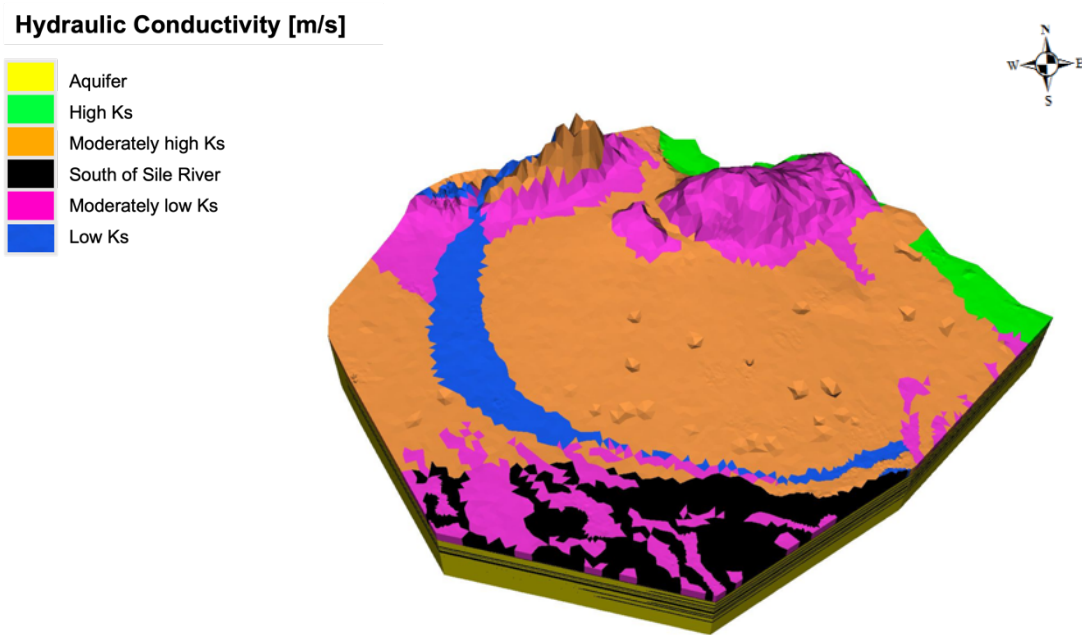 Hydraulic Conductivity [m/s]
Aquifer
High Ks
Moderately high Ks
South of Sile River
Moderately low Ks
Low Ks
N
W E
S